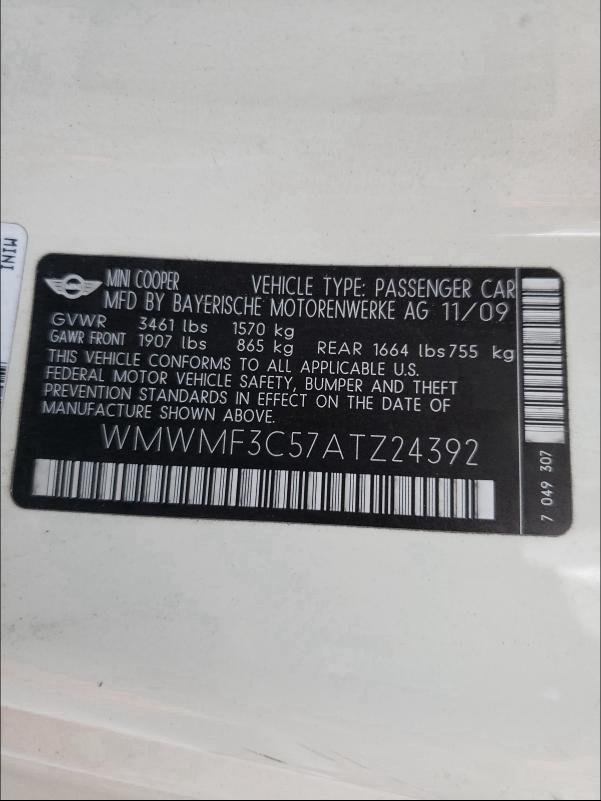 MINI
MINI COOPER VEHICLE TYPE: PASSENGER CAR
MFD BY BAYERISCHE MOTORENWERKE AG 11/09
GVWR 3461 lbs 1570 kg
GAWR FRONT 1907 lbs 865 kg REAR 1664 lbs 755 kg
THIS VEHICLE CONFORMS TO ALL APPLICABLE U.S.
FEDERAL MOTOR VEHICLE SAFETY, BUMPER AND THEFT
PREVENTION STANDARDS IN EFFECT ON THE DATE OF
MANUFACTURE SHOWN ABOVE.
WMWMF3C57ATZ24392
7 049 307